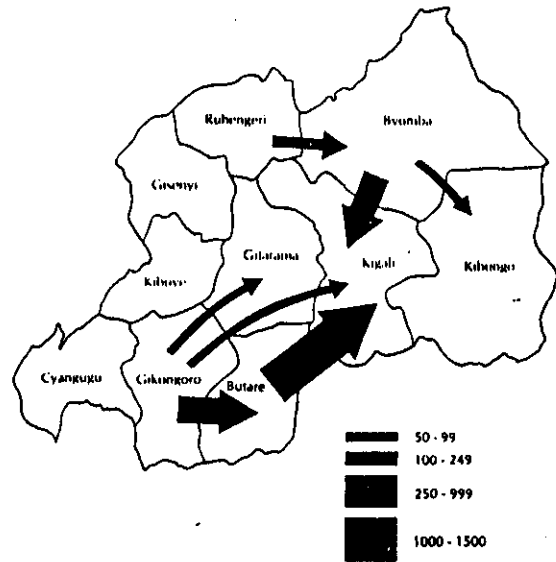 Ruhengeri
Byumba
Gisenyi
Gitarama
Kigali
Kibungo
Kibuye
Cyangugu
Gikongoro
Butare
50 - 99
100 - 249
250 - 999
1000 - 1500